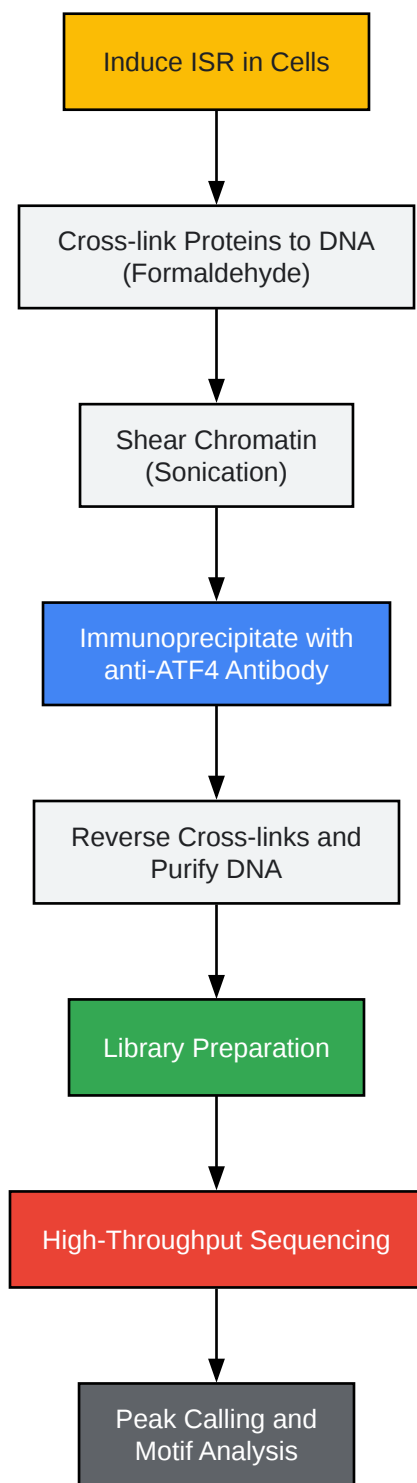 Induce ISR in Cells
Cross-link Proteins to DNA
(Formaldehyde)
Shear Chromatin
(Sonication)
Immunoprecipitate with
anti-ATF4 Antibody
Reverse Cross-links and
Purify DNA
Library Preparation
High-Throughput Sequencing
Peak Calling and
Motif Analysis